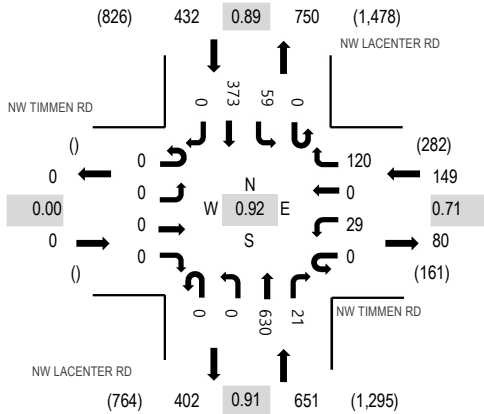 (826) 432 0.89 750 (1,478)
NW LACENTER RD
0 373 59 0
NW TIMMEN RD
()
0
0
0
0
0.00
0
0
()
120
0
29
0
(282)
149
0.71
80
(161)
N
W 0.92 E
S
0 0 630 21
NW TIMMEN RD
NW LACENTER RD
(764) 402 0.91 651 (1,295)